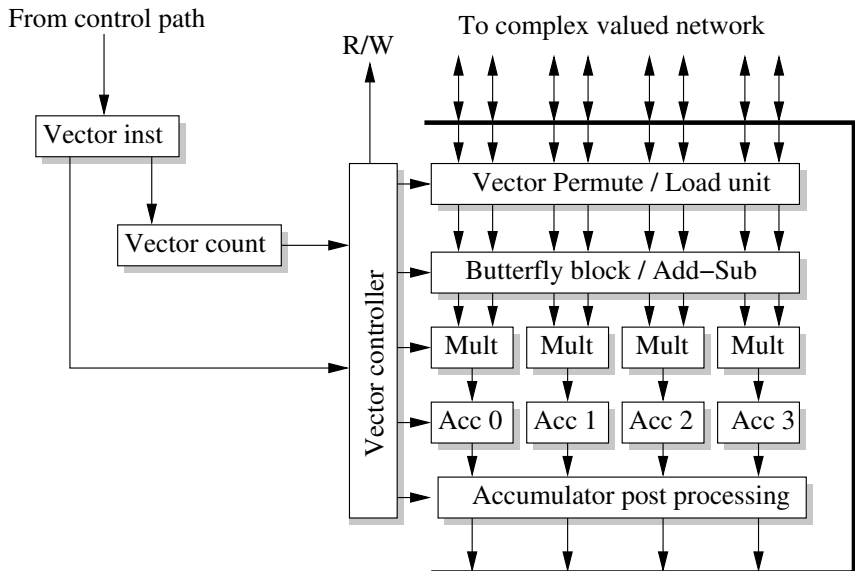 From control path
R/W
To complex valued network
Vector inst
Vector count
Vector controller
Vector Permute / Load unit
Butterfly block / Add−Sub
Mult Mult Mult Mult
Acc 0 Acc 1 Acc 2 Acc 3
Accumulator post processing